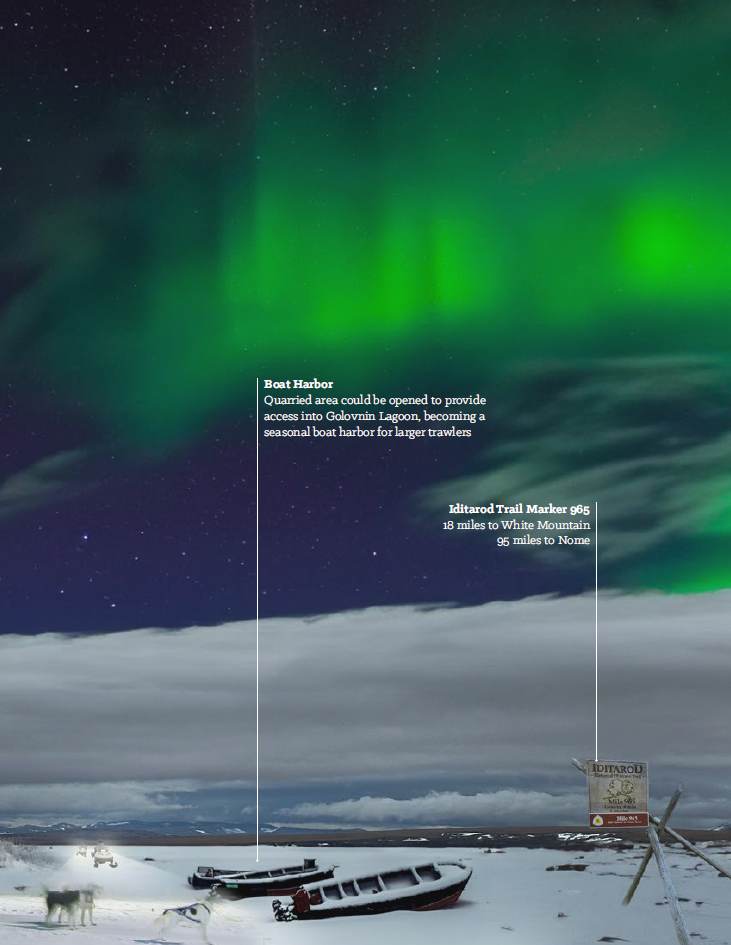 Boat Harbor
Quarried area could be opened to provide
access into Golovnin Lagoon, becoming a
seasonal boat harbor for larger trawlers
Iditarod Trail Marker 965
18 miles to White Mountain
95 miles to Nome
IDITAROD
National Historic Trail
Mile 965
Mile 965